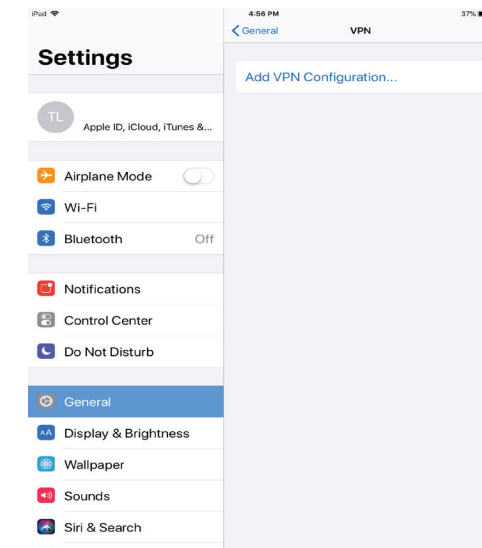 iPad 4:56 PM 37%
General VPN
Settings
Add VPN Configuration...
TL
Apple ID, iCloud, iTunes &...
Airplane Mode
Wi-Fi
Bluetooth Off
Notifications
Control Center
Do Not Disturb
General
AA Display & Brightness
Wallpaper
Sounds
Siri & Search